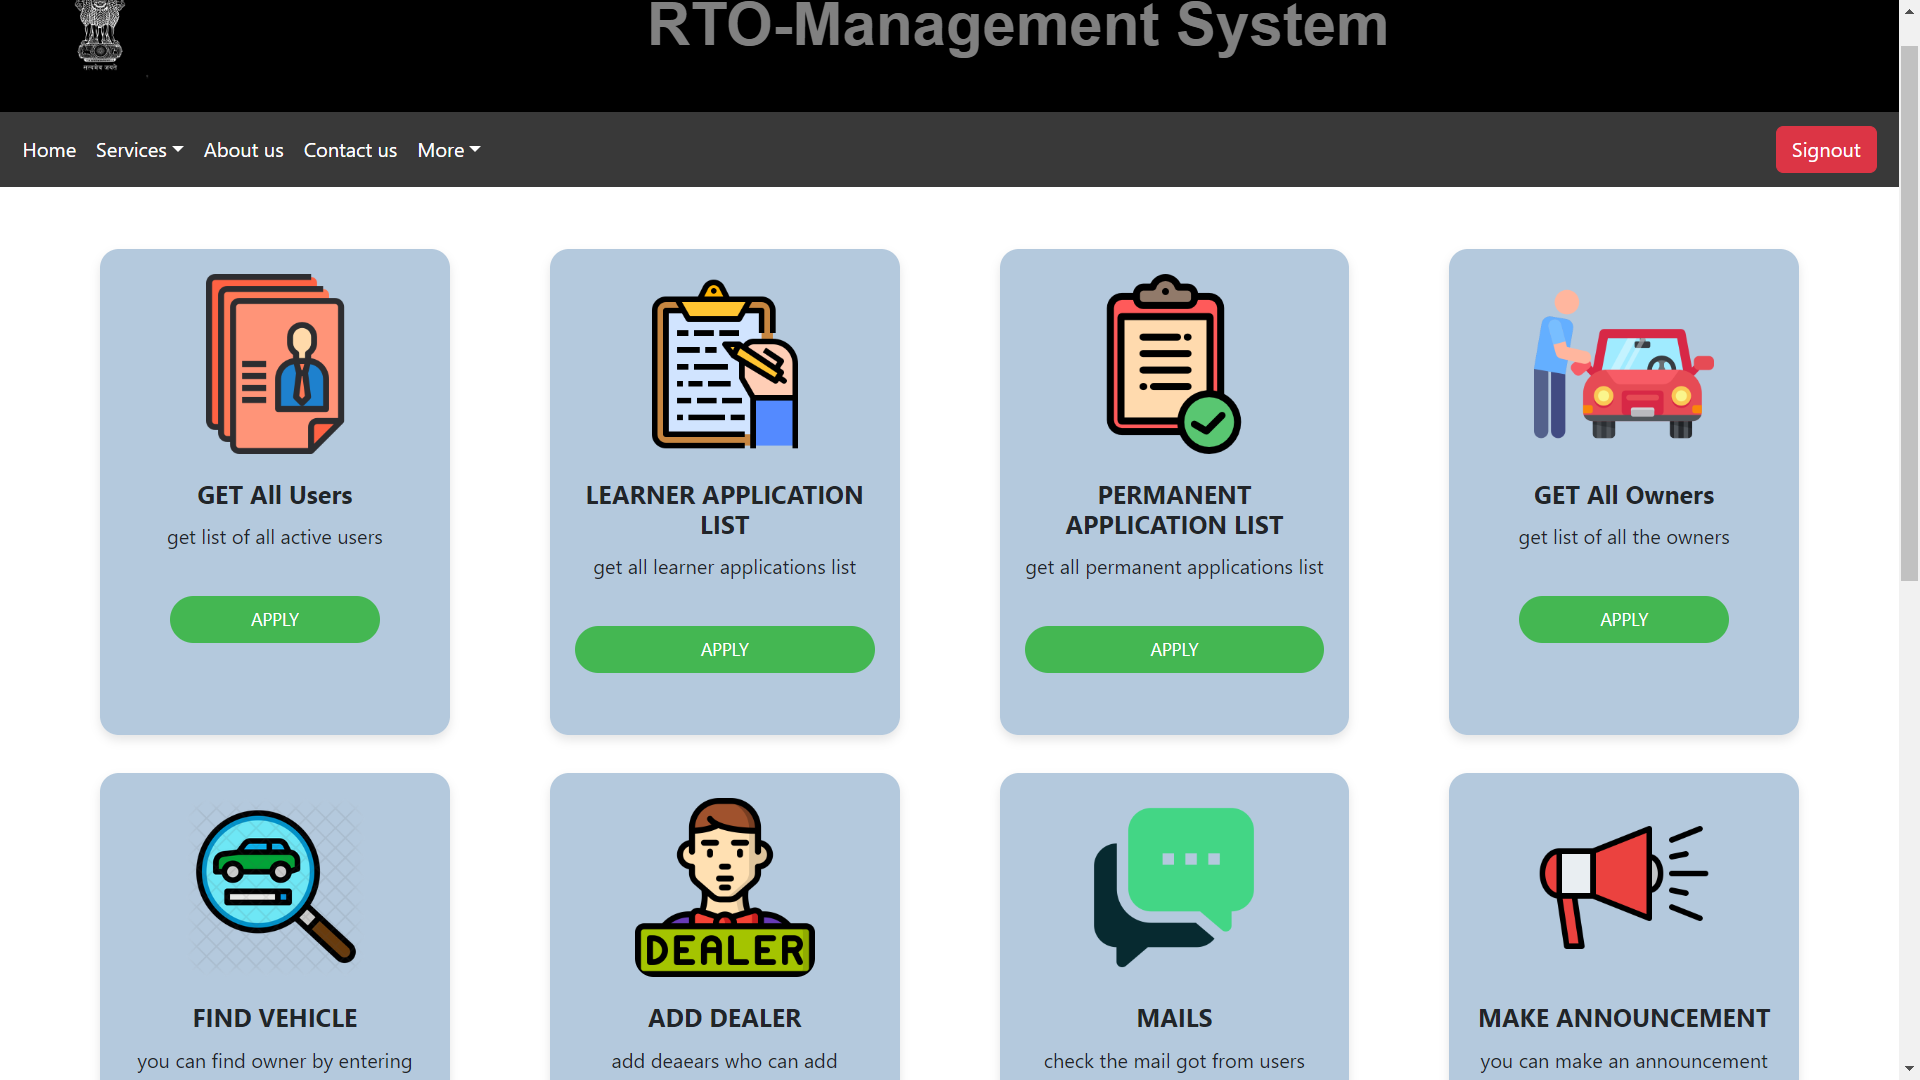 सत्यमेव जयते
RTO-Management System
Home Services About us Contact us More Signout
GET All Users
get list of all active users
APPLY
LEARNER APPLICATION
LIST
get all learner applications list
APPLY
PERMANENT
APPLICATION LIST
get all permanent applications list
APPLY
GET All Owners
get list of all the owners
APPLY
FIND VEHICLE
you can find owner by entering
DEALER
ADD DEALER
add deaears who can add
MAILS
check the mail got from users
MAKE ANNOUNCEMENT
you can make an announcement